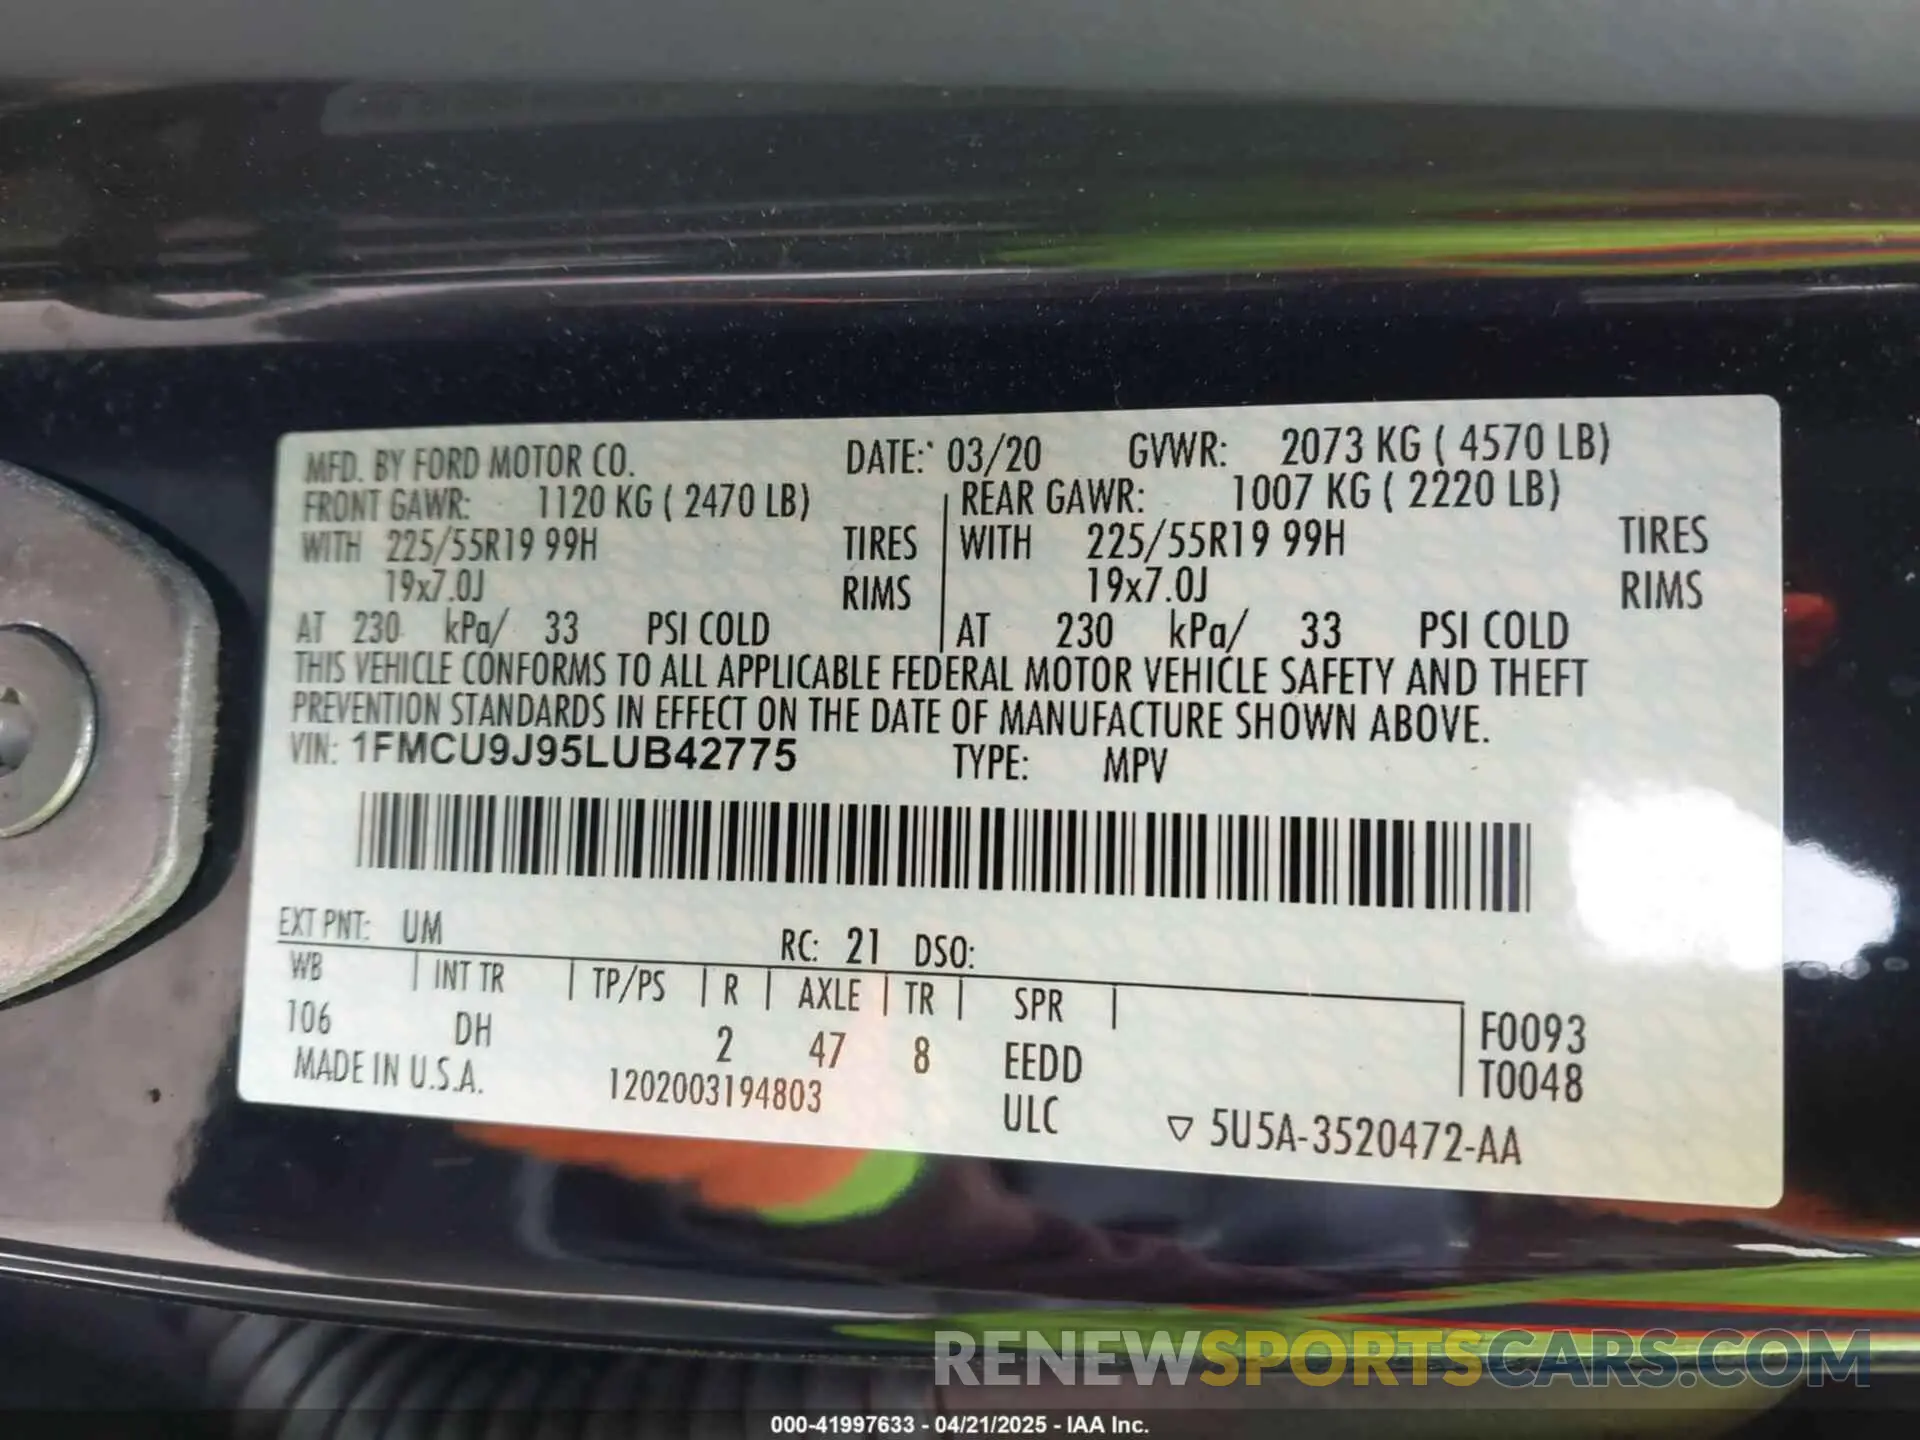 MFD. BY FORD MOTOR CO. DATE: 03/20 GVWR: 2073 KG ( 4570 LB)
FRONT GAWR: 1120 KG ( 2470 LB) REAR GAWR: 1007 KG ( 2220 LB)
WITH 225/55R19 99H TIRES WITH 225/55R19 99H TIRES
19x7.0J RIMS 19x7.0J RIMS
AT 230 kPa/ 33 PSI COLD AT 230 kPa/ 33 PSI COLD
THIS VEHICLE CONFORMS TO ALL APPLICABLE FEDERAL MOTOR VEHICLE SAFETY AND THEFT
PREVENTION STANDARDS IN EFFECT ON THE DATE OF MANUFACTURE SHOWN ABOVE.
VIN: 1FMCU9J95LUB42775 TYPE: MPV
EXT PNT: UM RC: 21 DSO:
WB INT TR TP/PS R AXLE TR SPR
106 DH 2 47 8 EEDD F0093
MADE IN U.S.A. 1202003194803 ULC T0048
▽ 5U5A-3520472-AA
RENEWSPORTSCARS.COM
000-41997633 - 04/21/2025 - IAA Inc.